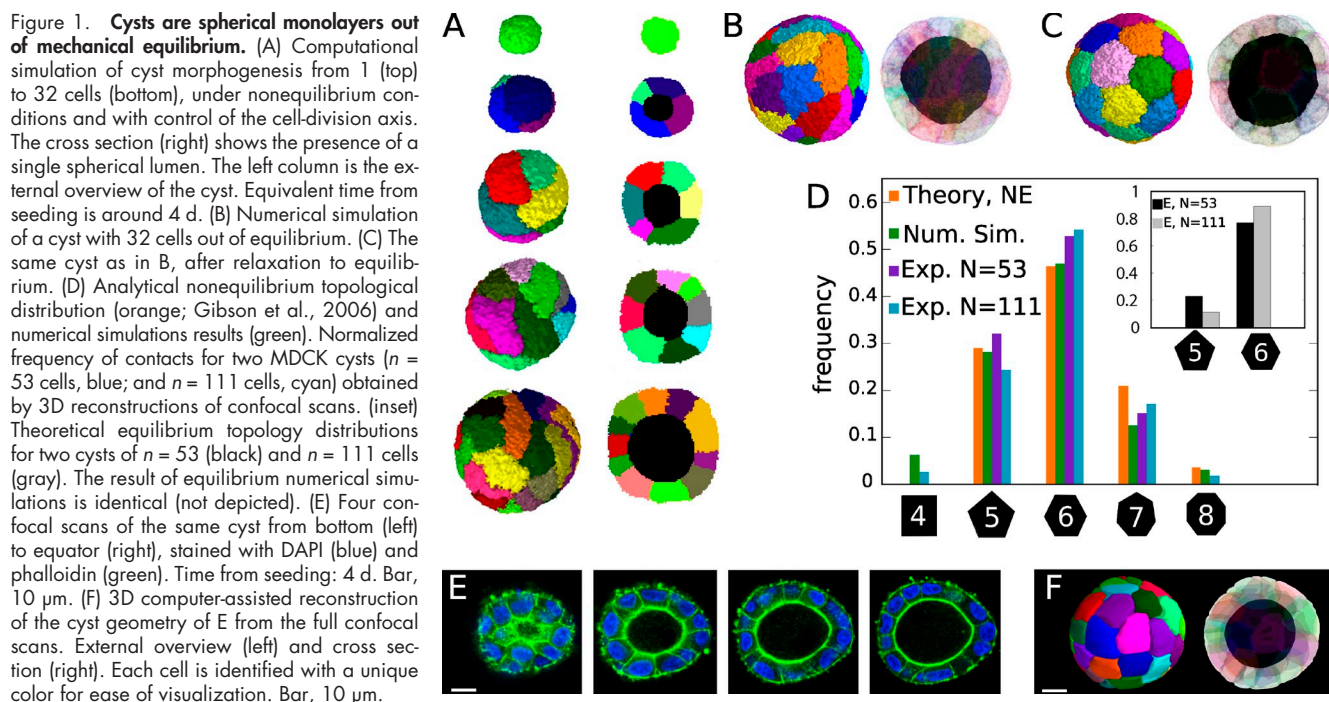 Figure 1. Cysts are spherical monolayers out
of mechanical equilibrium. (A) Computational
simulation of cyst morphogenesis from 1 (top)
to 32 cells (bottom), under nonequilibrium con-
ditions and with control of the cell-division axis.
The cross section (right) shows the presence of a
single spherical lumen. The left column is the ex-
ternal overview of the cyst. Equivalent time from
seeding is around 4 d. (B) Numerical simulation
of a cyst with 32 cells out of equilibrium. (C) The
same cyst as in B, after relaxation to equilib-
rium. (D) Analytical nonequilibrium topological
distribution (orange; Gibson et al., 2006) and
numerical simulations results (green). Normalized
frequency of contacts for two MDCK cysts (n =
53 cells, blue; and n = 111 cells, cyan) obtained
by 3D reconstructions of confocal scans. (inset)
Theoretical equilibrium topology distributions
for two cysts of n = 53 (black) and n = 111 cells
(gray). The result of equilibrium numerical simu-
lations is identical (not depicted). (E) Four con-
focal scans of the same cyst from bottom (left)
to equator (right), stained with DAPI (blue) and
phalloidin (green). Time from seeding: 4 d. Bar,
10 µm. (F) 3D computer-assisted reconstruction
of the cyst geometry of E from the full confocal
scans. External overview (left) and cross sec-
tion (right). Each cell is identified with a unique
color for ease of visualization. Bar, 10 µm.
A
B
C
D
frequency
0.6
0.5
0.4
0.3
0.2
0.1
0
Theory, NE
Num. Sim.
Exp. N=53
Exp. N=111
4
5
6
7
8
1
0.8
0.6
0.4
0.2
0
E, N=53
E, N=111
5
6
E
F